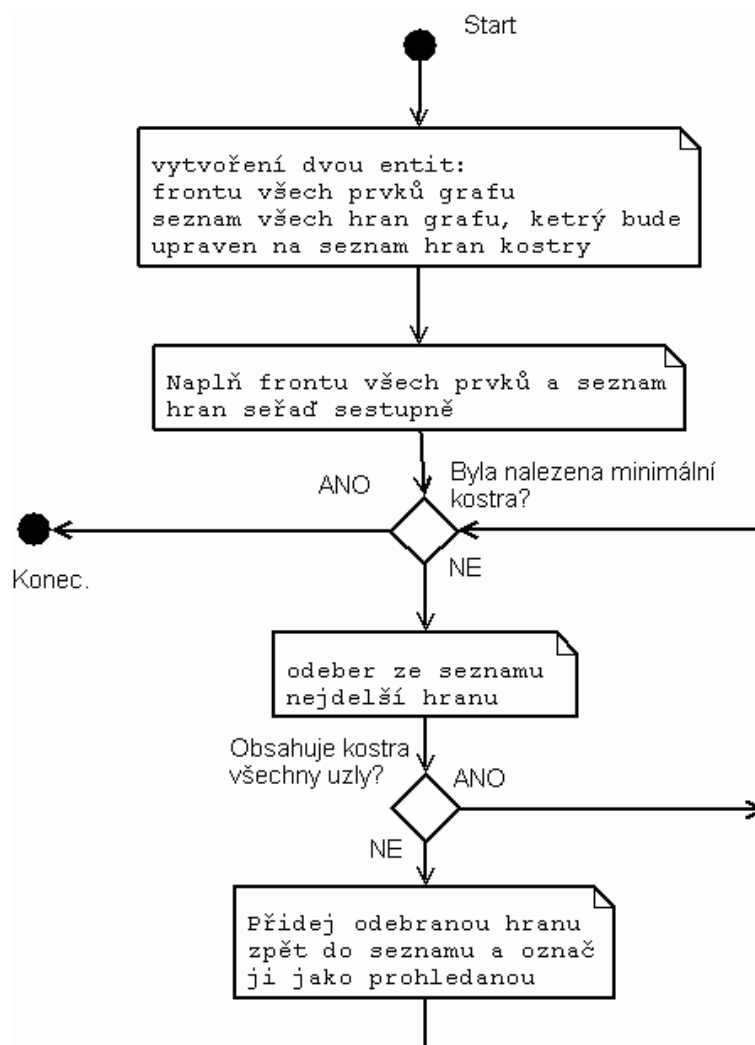 Start
vytvoření dvou entit:
frontu všech prvků grafu
seznam všech hran grafu, ketrý bude
upraven na seznam hran kostry
Naplň frontu všech prvků a seznam
hran seřaď sestupně
ANO
Byla nalezena minimální
kostra?
Konec.
NE
odeber ze seznamu
nejdelší hranu
Obsahuje kostra
všechny uzly?
ANO
NE
Přidej odebranou hranu
zpět do seznamu a označ
ji jako prohledanou